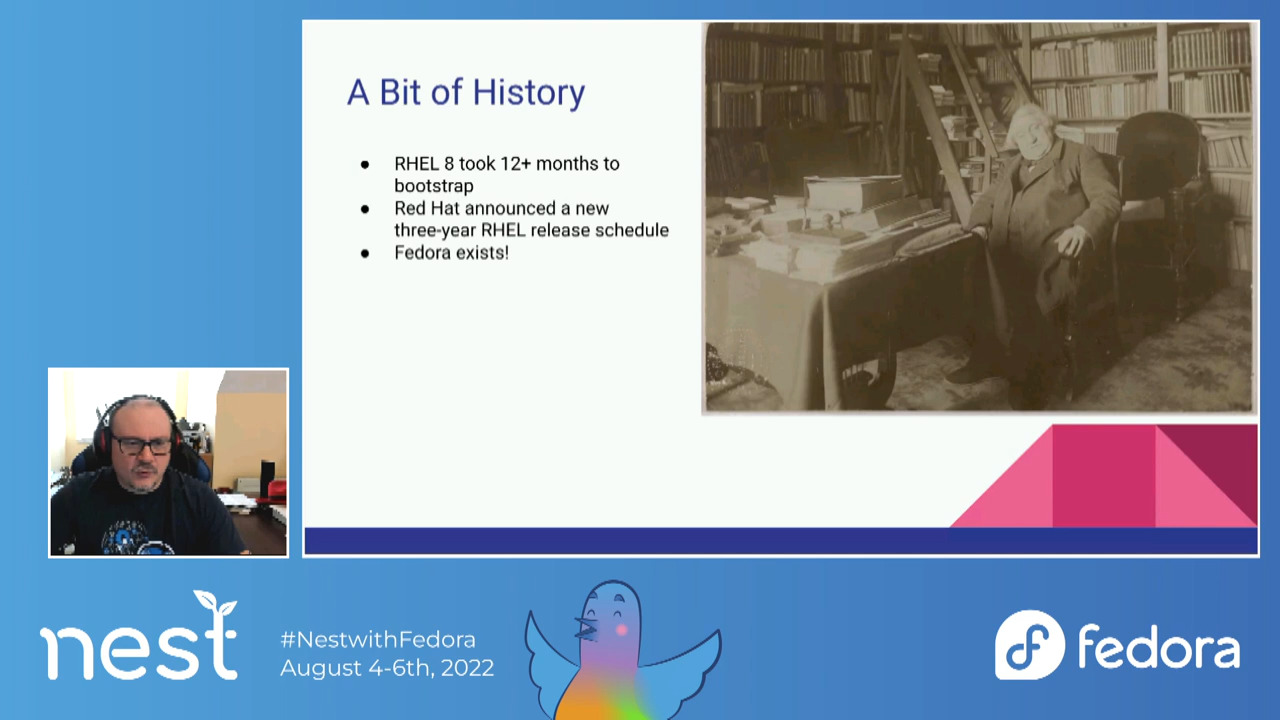 A Bit of History
● RHEL 8 took 12+ months to
bootstrap
● Red Hat announced a new
three-year RHEL release schedule
● Fedora exists!
nest
#NestwithFedora
August 4-6th, 2022
fedora